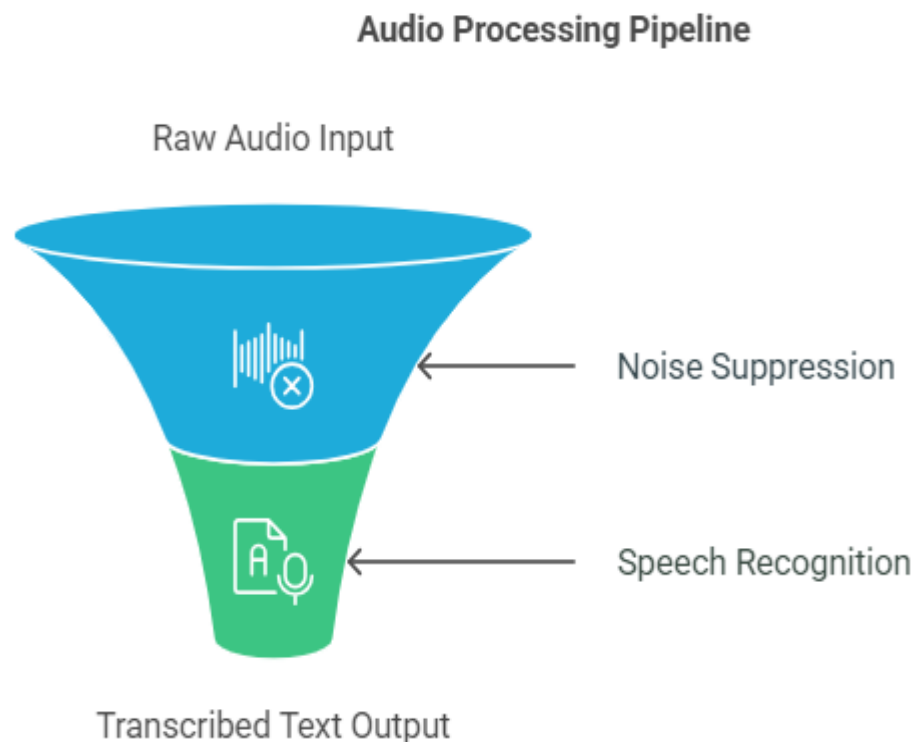 Audio Processing Pipeline
Raw Audio Input
Noise Suppression
A
Speech Recognition
Transcribed Text Output